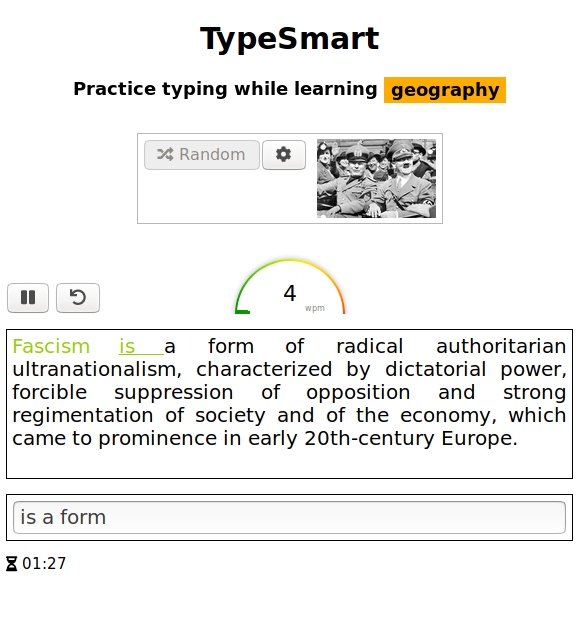 TypeSmart
Practice typing while learning geography
Random
4
wpm
Fascism is a form of radical authoritarian
ultranationalism, characterized by dictatorial power,
forcible suppression of opposition and strong
regimentation of society and of the economy, which
came to prominence in early 20th-century Europe.
is a form
01:27